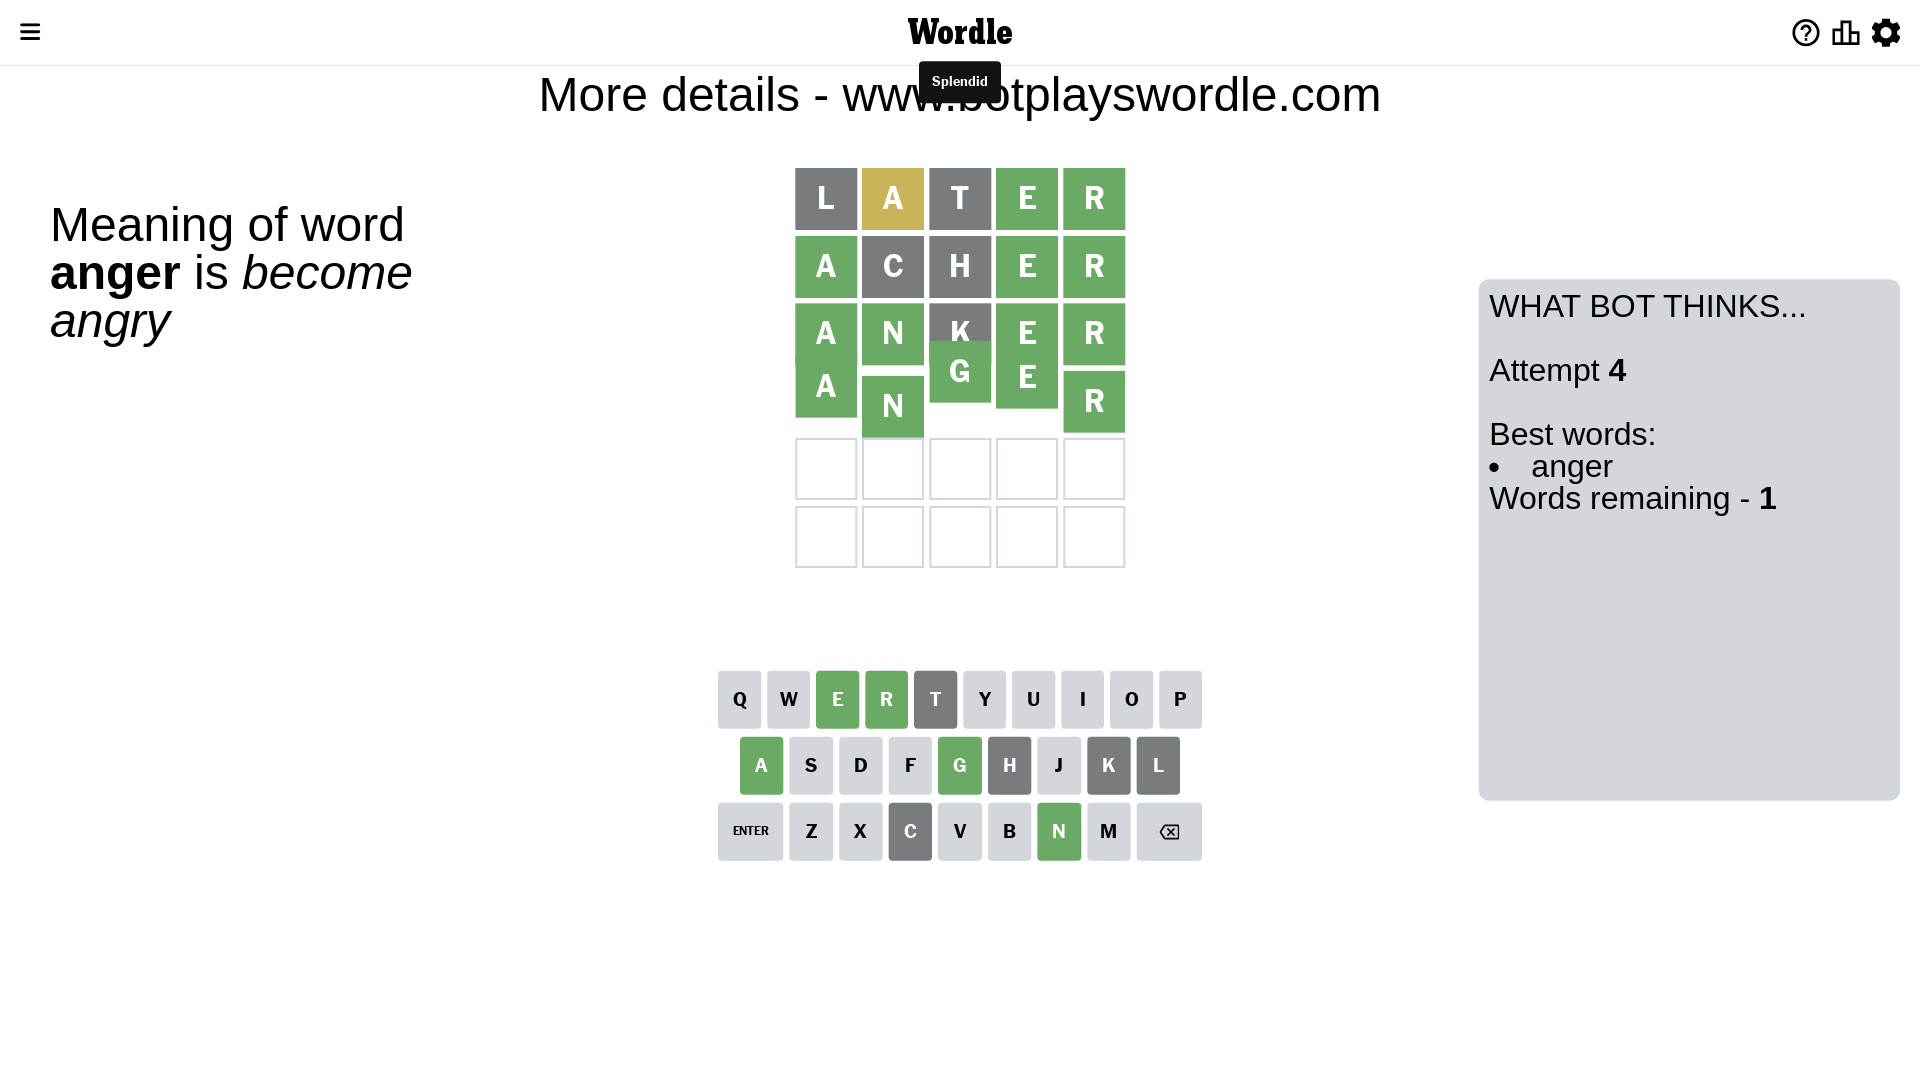 Wordle
Splendid
More details - www.botplayswordle.com
Meaning of word
anger is become
angry
L A T E R
A C H E R
A N K E R
A N G E R
WHAT BOT THINKS...
Attempt 4
Best words:
• anger
Words remaining - 1
Q W E R T Y U I O P
A S D F G H J K L
ENTER Z X C V B N M